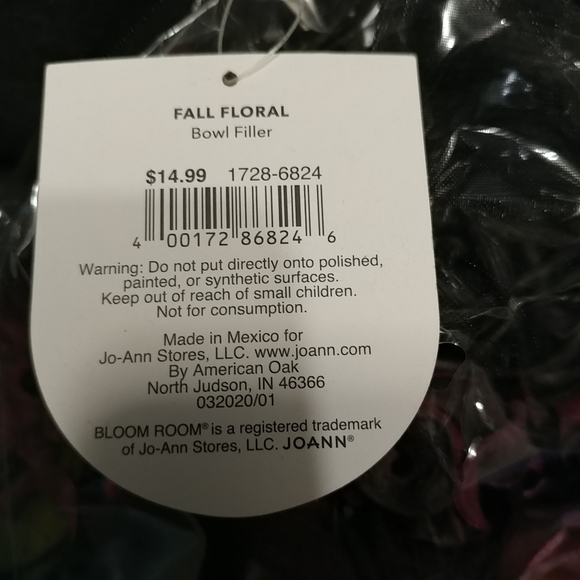 FALL FLORAL
Bowl Filler
$14.99 1728-6824
4 00172 86824 6
Warning: Do not put directly onto polished,
painted, or synthetic surfaces.
Keep out of reach of small children.
Not for consumption.
Made in Mexico for
Jo-Ann Stores, LLC. www.joann.com
By American Oak
North Judson, IN 46366
032020/01
BLOOM ROOM® is a registered trademark
of Jo-Ann Stores, LLC. JOANN®